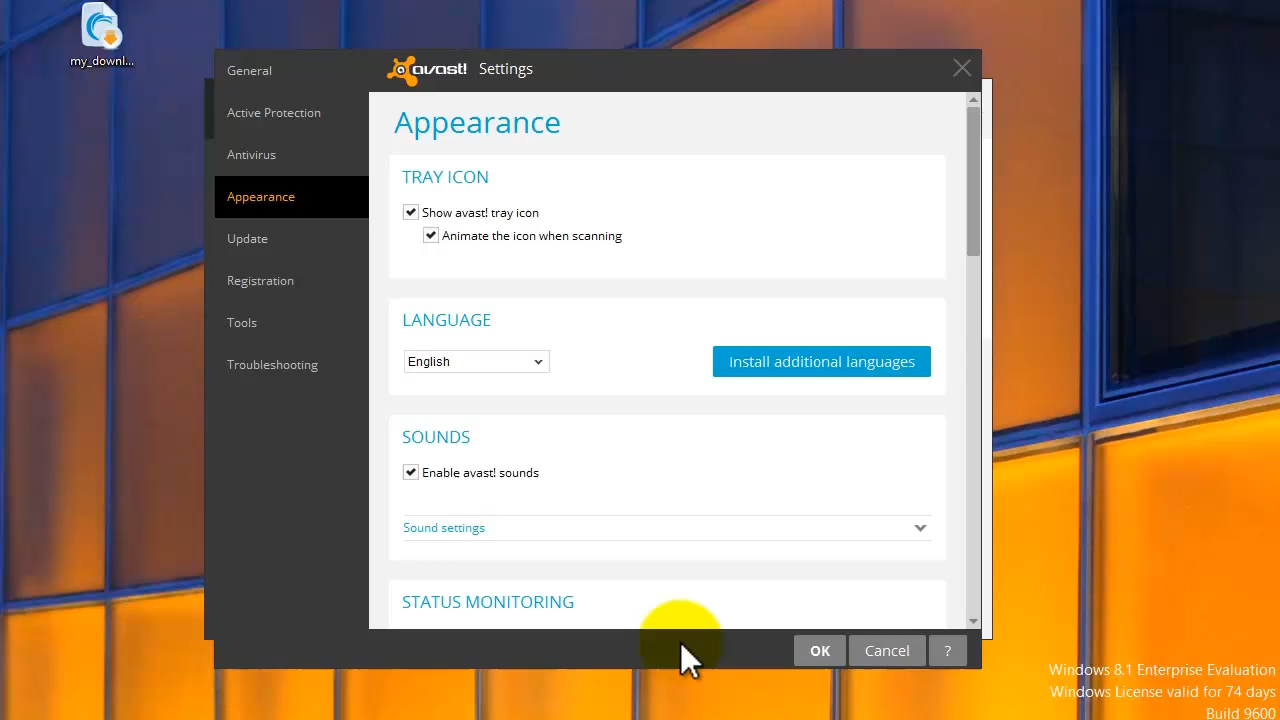 my_downl...
avast! Settings
General
Active Protection
Antivirus
Appearance
Update
Registration
Tools
Troubleshooting
Appearance
TRAY ICON
Show avast! tray icon
Animate the icon when scanning
LANGUAGE
English
Install additional languages
SOUNDS
Enable avast! sounds
Sound settings
STATUS MONITORING
OK Cancel ?
Windows 8.1 Enterprise Evaluation
Windows License valid for 74 days
Build 9600